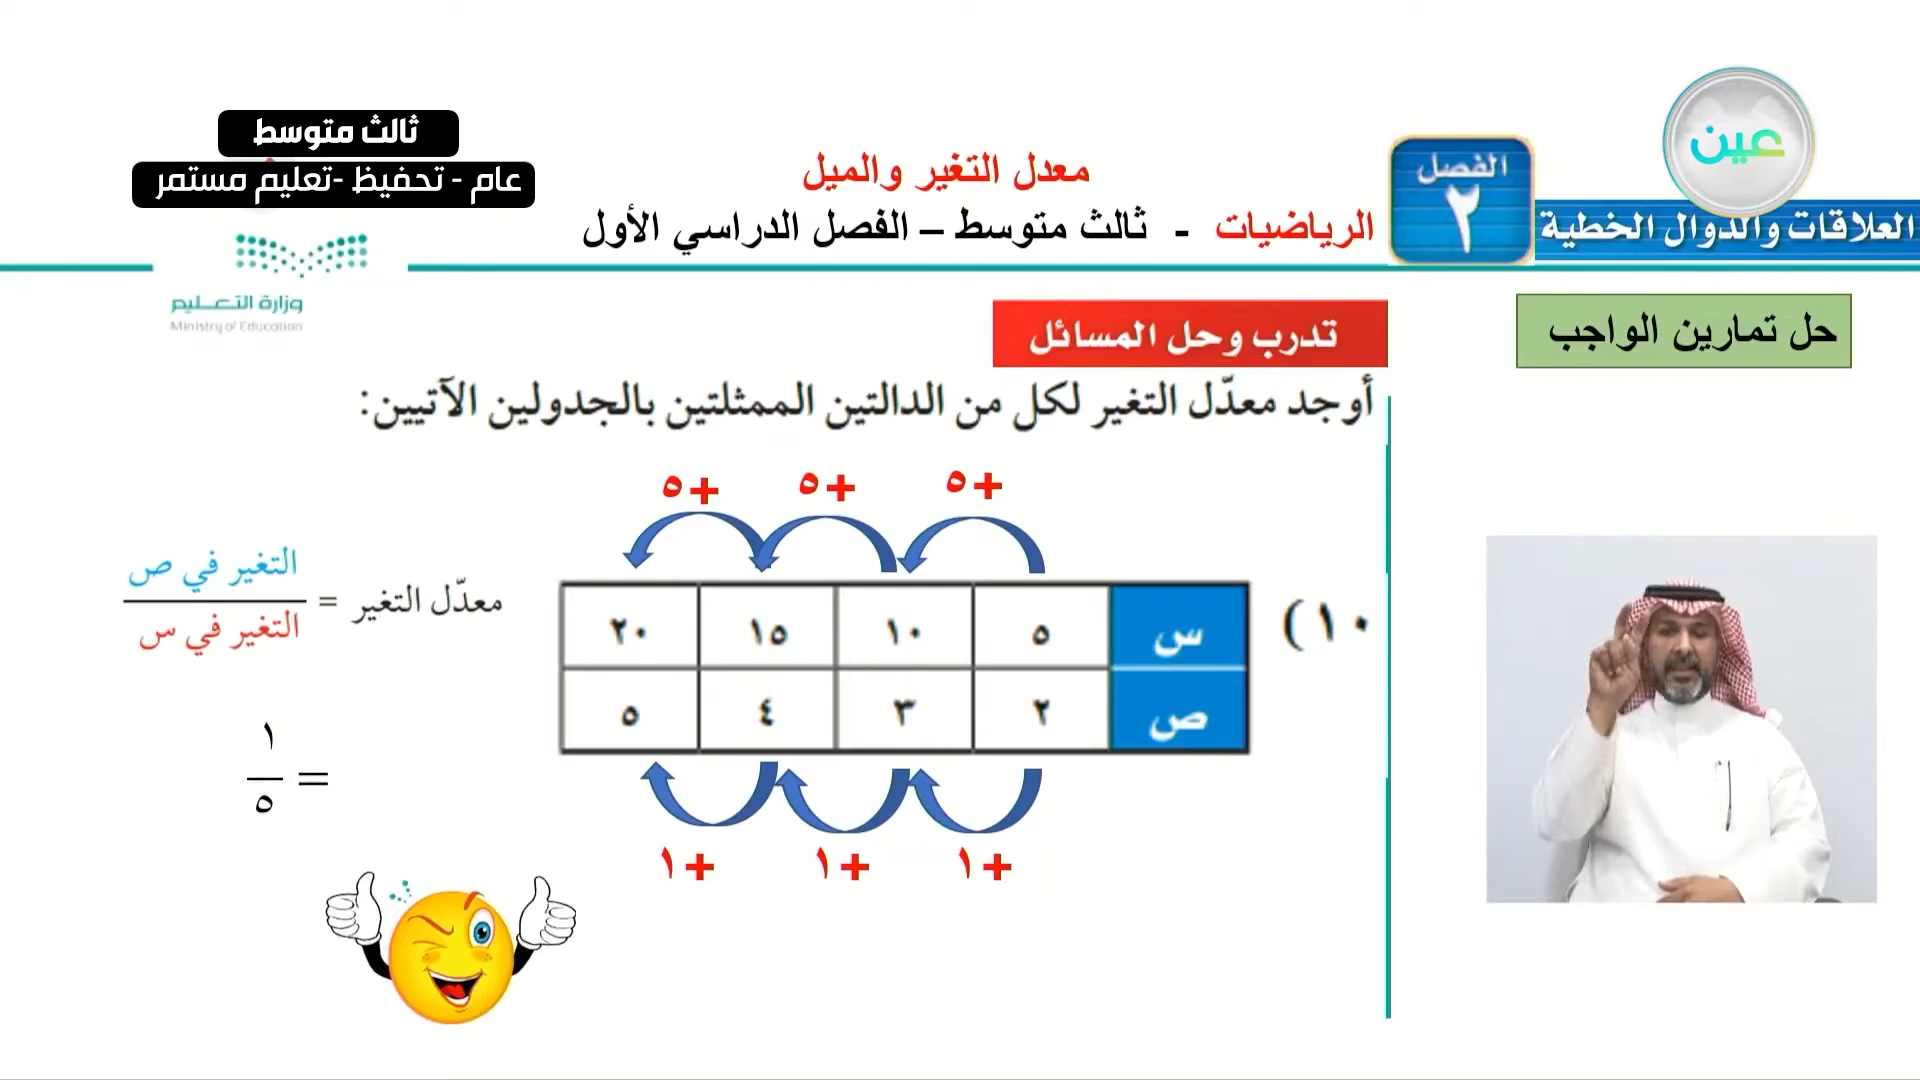 عين
ثالث متوسط
عام - تحفيظ -تعليم مستمر
معدل التغير والميل
الرياضيات - ثالث متوسط – الفصل الدراسي الأول
الفصل
٢
العلاقات والدوال الخطية
وزارة التعليم
Ministry of Education
حل تمارين الواجب
تدرب وحل المسائل
أوجد معدّل التغير لكل من الدالتين الممثلتين بالجدولين الآتيين:
+٥ +٥ +٥
١٠)
س ٥ ١٠ ١٥ ٢٠
ص ٢ ٣ ٤ ٥
+١ +١ +١
معدّل التغير = التغير في ص
التغير في س
= ١
٥